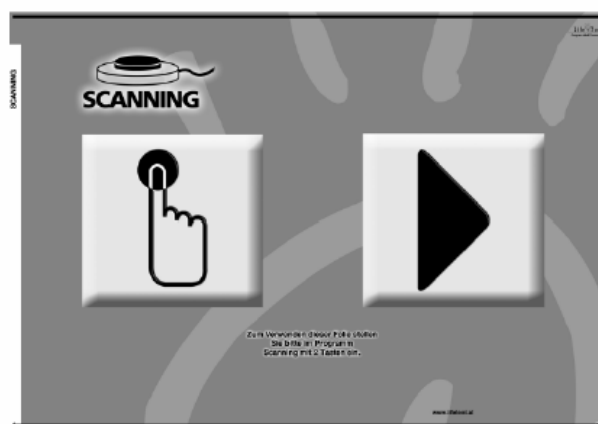 SCANNING
SCANNING
Zum Verwenden dieser Folie stellen
Sie bitte im Programm
Scanning mit 2 Tasten ein.
www.lifetool.at